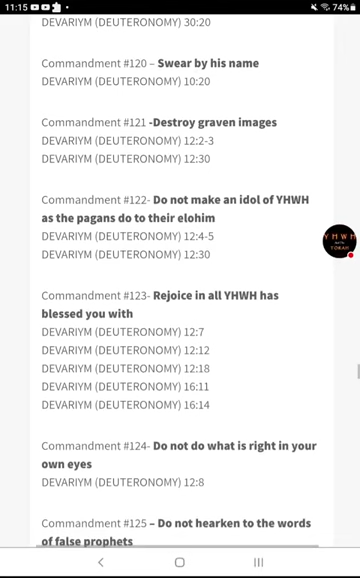 11:15
74%
DEVARIYM (DEUTERONOMY) 30:20
Commandment #120 – Swear by his name
DEVARIYM (DEUTERONOMY) 10:20
Commandment #121 -Destroy graven images
DEVARIYM (DEUTERONOMY) 12:2-3
DEVARIYM (DEUTERONOMY) 12:30
Commandment #122- Do not make an idol of YHWH
as the pagans do to their elohim
DEVARIYM (DEUTERONOMY) 12:4-5
DEVARIYM (DEUTERONOMY) 12:30
YHWH
TORAH
Commandment #123- Rejoice in all YHWH has
blessed you with
DEVARIYM (DEUTERONOMY) 12:7
DEVARIYM (DEUTERONOMY) 12:12
DEVARIYM (DEUTERONOMY) 12:18
DEVARIYM (DEUTERONOMY) 16:11
DEVARIYM (DEUTERONOMY) 16:14
Commandment #124- Do not do what is right in your
own eyes
DEVARIYM (DEUTERONOMY) 12:8
Commandment #125 – Do not hearken to the words
of false prophets